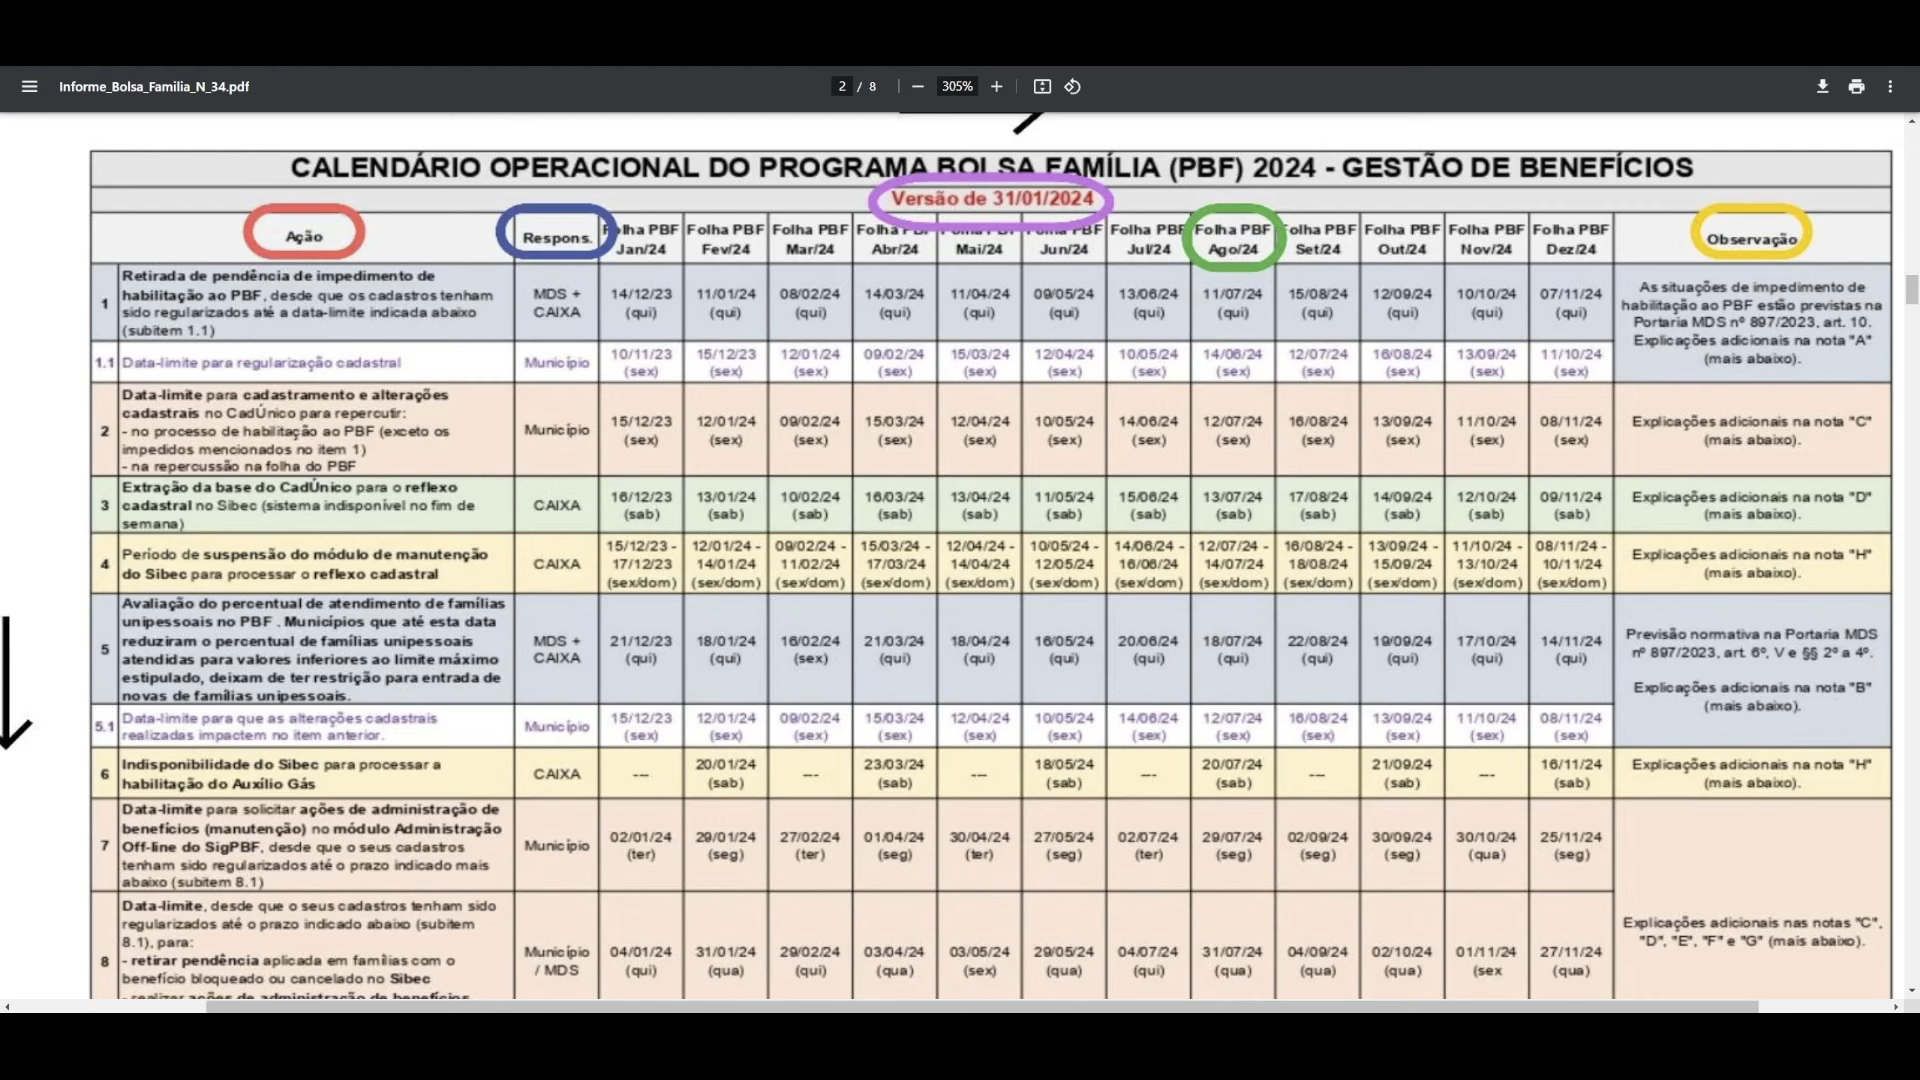 Informe_Bolsa_Familia_N_34.pdf
2 / 8
305%
CALENDÁRIO OPERACIONAL DO PROGRAMA BOLSA FAMÍLIA (PBF) 2024 - GESTÃO DE BENEFÍCIOS
Versão de 31/01/2024
Ação Respons. Folha PBF Jan/24 Folha PBF Fev/24 Folha PBF Mar/24 Folha PBF Abr/24 Folha PBF Mai/24 Folha PBF Jun/24 Folha PBF Jul/24 Folha PBF Ago/24 Folha PBF Set/24 Folha PBF Out/24 Folha PBF Nov/24 Folha PBF Dez/24 Observação
1
Retirada de pendência de impedimento de
habilitação ao PBF, desde que os cadastros tenham
sido regularizados até a data-limite indicada abaixo
(subitem 1.1)
MDS +
CAIXA
14/12/23 11/01/24 08/02/24 14/03/24 11/04/24 09/05/24 13/06/24 11/07/24 15/08/24 12/09/24 10/10/24 07/11/24
(qui) (qui) (qui) (qui) (qui) (qui) (qui) (qui) (qui) (qui) (qui) (qui)
As situações de impedimento de
habilitação ao PBF estão previstas na
Portaria MDS nº 897/2023, art. 10.
Explicações adicionais na nota "A"
(mais abaixo).
1.1 Data-limite para regularização cadastral
Município
10/11/23 15/12/23 12/01/24 09/02/24 15/03/24 12/04/24 10/05/24 14/06/24 12/07/24 16/08/24 13/09/24 11/10/24
(sex) (sex) (sex) (sex) (sex) (sex) (sex) (sex) (sex) (sex) (sex) (sex)
2
Data-limite para cadastramento e alterações
cadastrais no CadÚnico para repercutir:
- no processo de habilitação ao PBF (exceto os
impedidos mencionados no item 1)
- na repercussão na folha do PBF
Município
15/12/23 12/01/24 09/02/24 15/03/24 12/04/24 10/05/24 14/06/24 12/07/24 16/08/24 13/09/24 11/10/24 08/11/24
(sex) (sex) (sex) (sex) (sex) (sex) (sex) (sex) (sex) (sex) (sex) (sex)
Explicações adicionais na nota "C"
(mais abaixo).
3
Extração da base do CadÚnico para o reflexo
cadastral no Sibec (sistema indisponível no fim de
semana)
CAIXA
16/12/23 13/01/24 10/02/24 16/03/24 13/04/24 11/05/24 15/06/24 13/07/24 17/08/24 14/09/24 12/10/24 09/11/24
(sab) (sab) (sab) (sab) (sab) (sab) (sab) (sab) (sab) (sab) (sab) (sab)
Explicações adicionais na nota "D"
(mais abaixo).
4
Período de suspensão do módulo de manutenção
do Sibec para processar o reflexo cadastral
CAIXA
15/12/23 - 12/01/24 - 09/02/24 - 15/03/24 - 12/04/24 - 10/05/24 - 14/06/24 - 12/07/24 - 16/08/24 - 13/09/24 - 11/10/24 - 08/11/24 -
17/12/23 14/01/24 11/02/24 17/03/24 14/04/24 12/05/24 16/06/24 14/07/24 18/08/24 15/09/24 13/10/24 10/11/24
(sex/dom) (sex/dom) (sex/dom) (sex/dom) (sex/dom) (sex/dom) (sex/dom) (sex/dom) (sex/dom) (sex/dom) (sex/dom) (sex/dom)
Explicações adicionais na nota "H"
(mais abaixo).
5
Avaliação do percentual de atendimento de famílias
unipessoais no PBF . Municípios que até esta data
reduziram o percentual de famílias unipessoais
atendidas para valores inferiores ao limite máximo
estipulado, deixam de ter restrição para entrada de
novas de famílias unipessoais.
MDS +
CAIXA
21/12/23 18/01/24 16/02/24 21/03/24 18/04/24 16/05/24 20/06/24 18/07/24 22/08/24 19/09/24 17/10/24 14/11/24
(qui) (qui) (sex) (qui) (qui) (qui) (qui) (qui) (qui) (qui) (qui) (qui)
Previsão normativa na Portaria MDS
nº 897/2023, art. 6º, V e §§ 2º a 4º.
Explicações adicionais na nota "B"
(mais abaixo).
5.1
Data-limite para que as alterações cadastrais
realizadas impactem no item anterior.
Município
15/12/23 12/01/24 09/02/24 15/03/24 12/04/24 10/05/24 14/06/24 12/07/24 16/08/24 13/09/24 11/10/24 08/11/24
(sex) (sex) (sex) (sex) (sex) (sex) (sex) (sex) (sex) (sex) (sex) (sex)
6
Indisponibilidade do Sibec para processar a
habilitação do Auxílio Gás
CAIXA
--- 20/01/24 --- 23/03/24 --- 18/05/24 --- 20/07/24 --- 21/09/24 --- 16/11/24
(sab) (sab) (sab) (sab) (sab) (sab)
Explicações adicionais na nota "H"
(mais abaixo).
7
Data-limite para solicitar ações de administração de
benefícios (manutenção) no módulo Administração
Off-line do SigPBF, desde que o seus cadastros
tenham sido regularizados até o prazo indicado mais
abaixo (subitem 8.1)
Município
02/01/24 29/01/24 27/02/24 01/04/24 30/04/24 27/05/24 02/07/24 29/07/24 02/09/24 30/09/24 30/10/24 25/11/24
(ter) (seg) (ter) (seg) (ter) (seg) (ter) (seg) (seg) (seg) (qua) (seg)
8
Data-limite, desde que o seus cadastros tenham sido
regularizados até o prazo indicado abaixo (subitem
8.1), para:
- retirar pendência aplicada em famílias com o
benefício bloqueado ou cancelado no Sibec
- realizar ações de administração de benefícios
Município
/ MDS
04/01/24 31/01/24 29/02/24 03/04/24 03/05/24 29/05/24 04/07/24 31/07/24 04/09/24 02/10/24 01/11/24 27/11/24
(qui) (qua) (qui) (qua) (sex) (qua) (qui) (qua) (qua) (qua) (sex (qua)
Explicações adicionais nas notas "C",
"D", "E", "F" e "G" (mais abaixo).